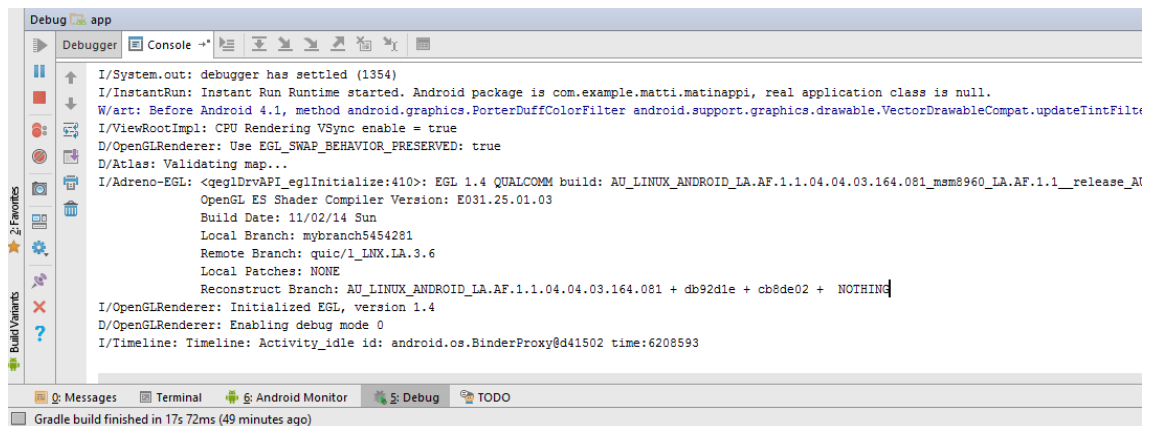 Debug app
Debugger Console
I/System.out: debugger has settled (1354)
I/InstantRun: Instant Run Runtime started. Android package is com.example.matti.matinappi, real application class is null.
W/art: Before Android 4.1, method android.graphics.PorterDuffColorFilter android.support.graphics.drawable.VectorDrawableCompat.updateTintFilte
I/ViewRootImpl: CPU Rendering VSync enable = true
D/OpenGLRenderer: Use EGL_SWAP_BEHAVIOR_PRESERVED: true
D/Atlas: Validating map...
I/Adreno-EGL: <qeglDrvAPI_eglInitialize:410>: EGL 1.4 QUALCOMM build: AU_LINUX_ANDROID_LA.AF.1.1.04.04.03.164.081_msm8960_LA.AF.1.1__release_AU
OpenGL ES Shader Compiler Version: E031.25.01.03
Build Date: 11/02/14 Sun
Local Branch: mybranch5454281
Remote Branch: quic/l_LNX.LA.3.6
Local Patches: NONE
Reconstruct Branch: AU_LINUX_ANDROID_LA.AF.1.1.04.04.03.164.081 + db92d1e + cb8de02 +  NOTHING
I/OpenGLRenderer: Initialized EGL, version 1.4
D/OpenGLRenderer: Enabling debug mode 0
I/Timeline: Timeline: Activity_idle id: android.os.BinderProxy@d41502 time:6208593
2: Favorites
Build Variants
0: Messages Terminal 6: Android Monitor 5: Debug TODO
Gradle build finished in 17s 72ms (49 minutes ago)